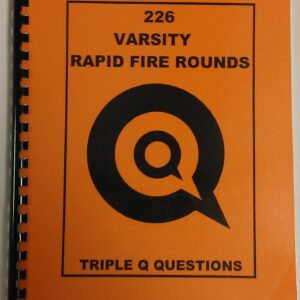 226
VARSITY
RAPID FIRE ROUNDS
TRIPLE Q QUESTIONS